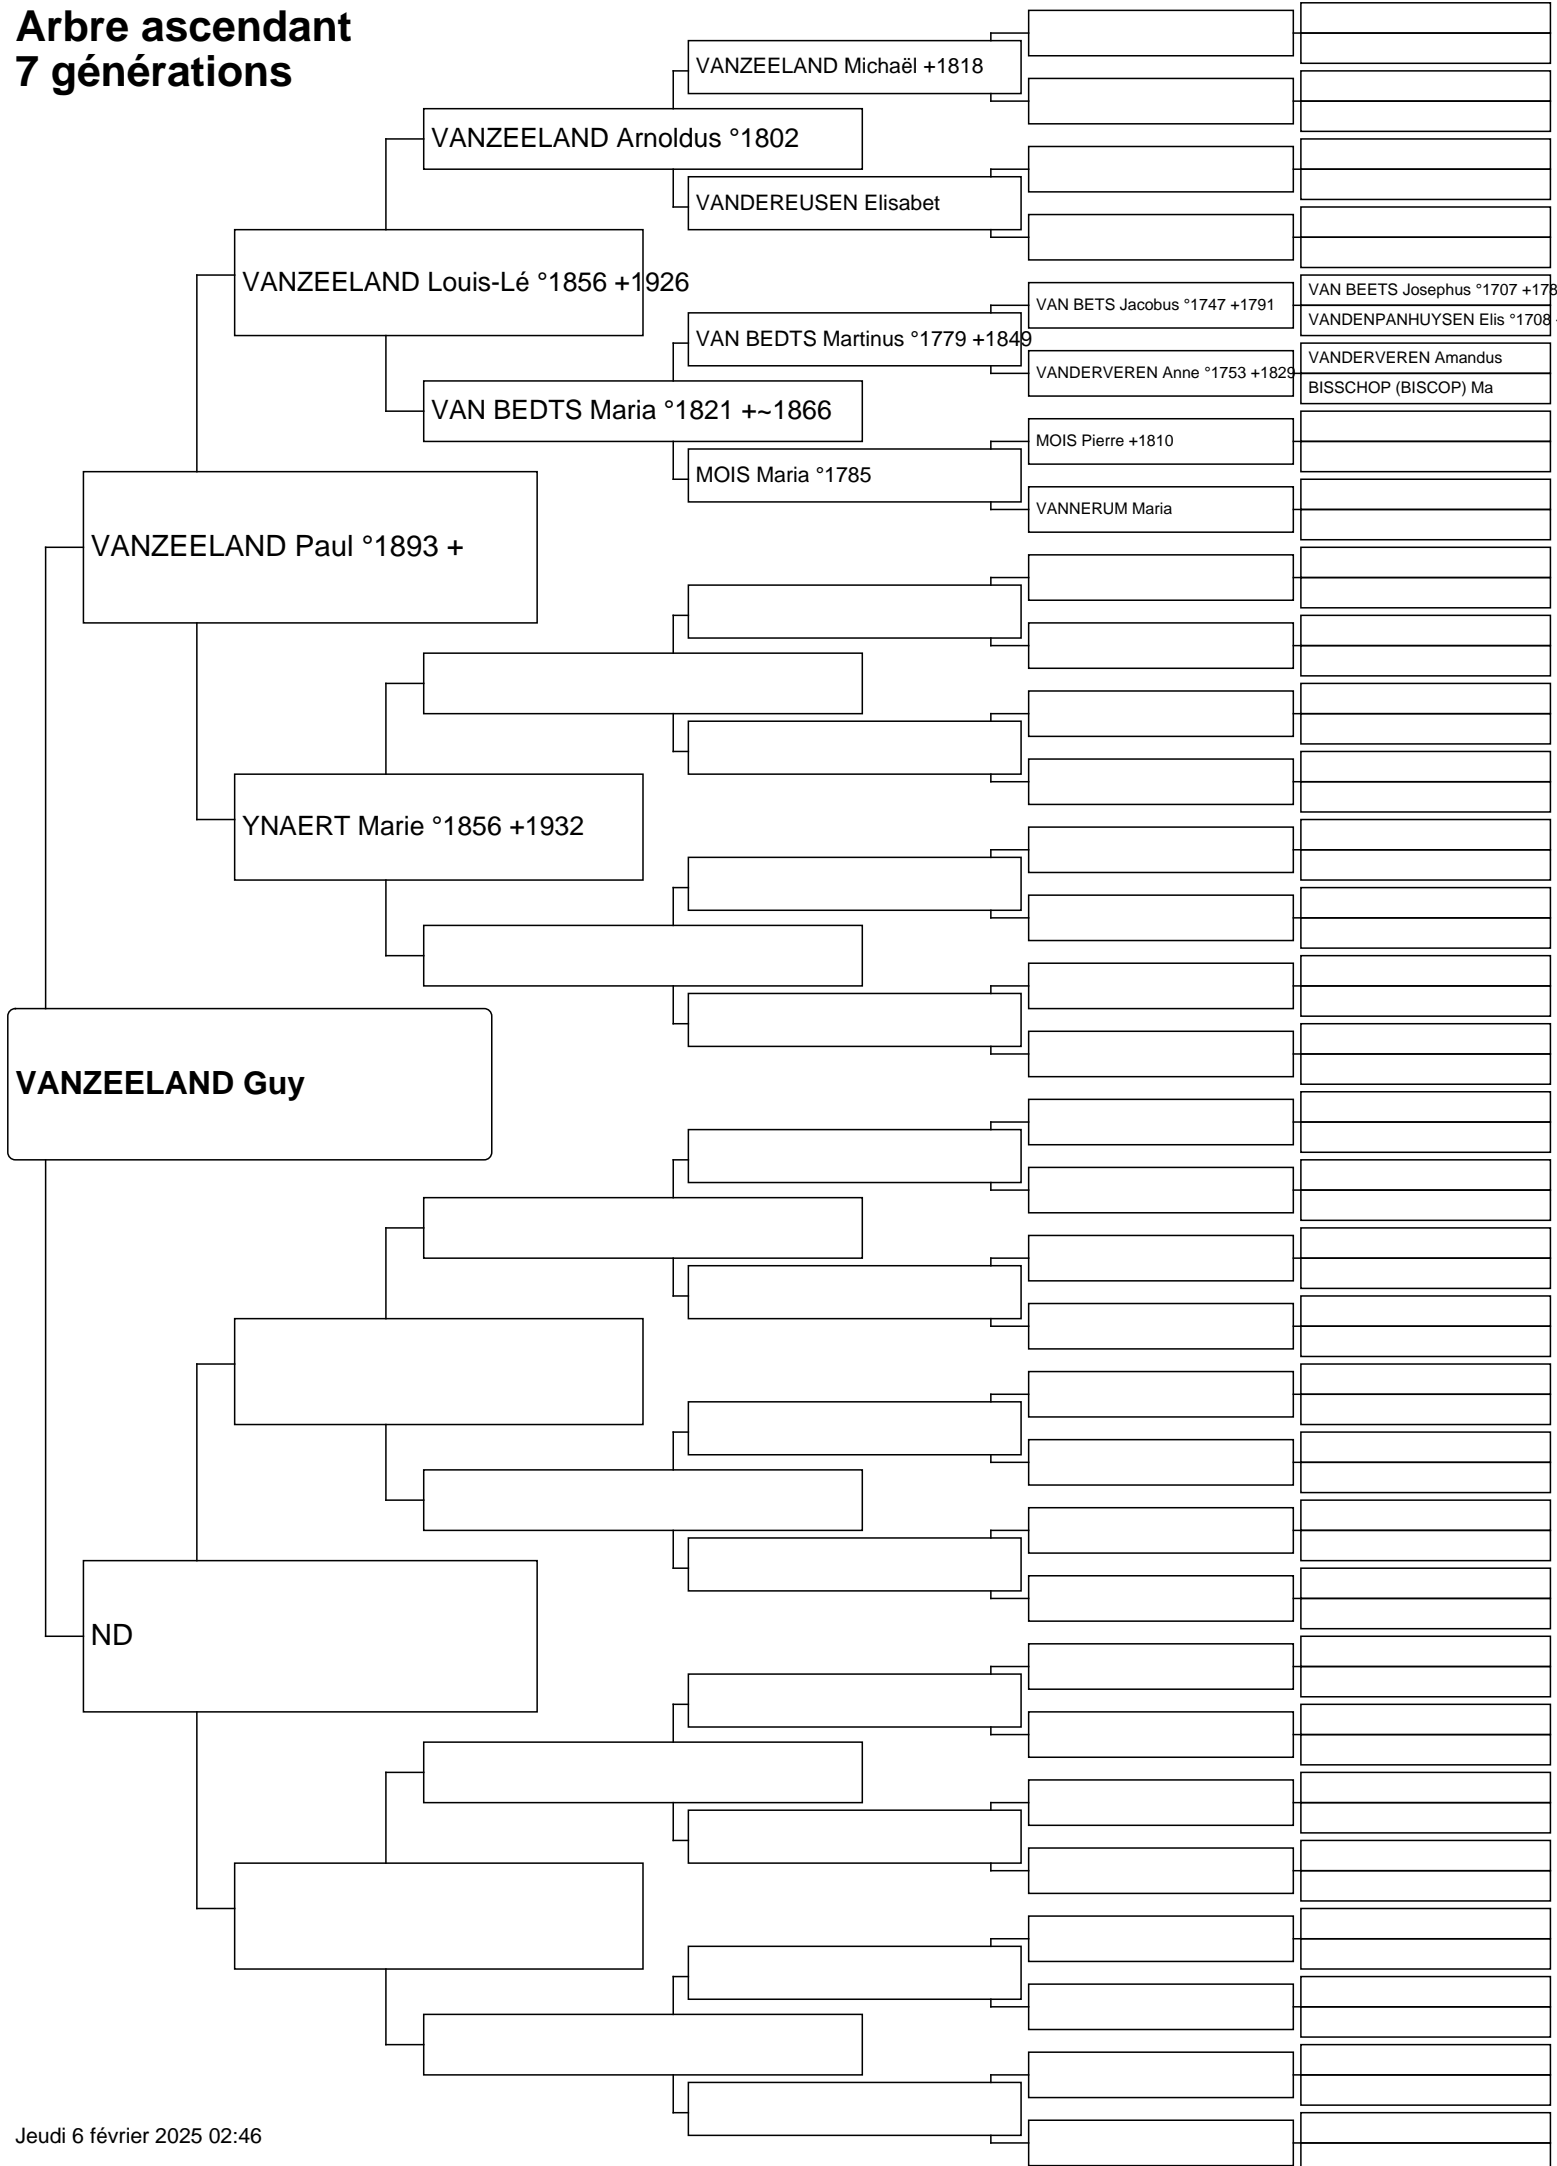 Arbre ascendant
7 générations
VANZEELAND Michaël +1818
VANZEELAND Arnoldus °1802
VANDEREUSEN Elisabet
VANZEELAND Louis-Lé °1856 +1926
VAN BEETS Josephus °1707 +178
VAN BETS Jacobus °1747 +1791
VANDENPANHUYSEN Elis °1708
VAN BEDTS Martinus °1779 +1849
VANDERVEREN Amandus
VANDERVEREN Anne °1753 +1829
BISSCHOP (BISCOP) Ma
VAN BEDTS Maria °1821 +~1866
MOIS Pierre +1810
MOIS Maria °1785
VANNERUM Maria
VANZEELAND Paul °1893 +
YNAERT Marie °1856 +1932
VANZEELAND Guy
ND
Jeudi 6 février 2025 02:46